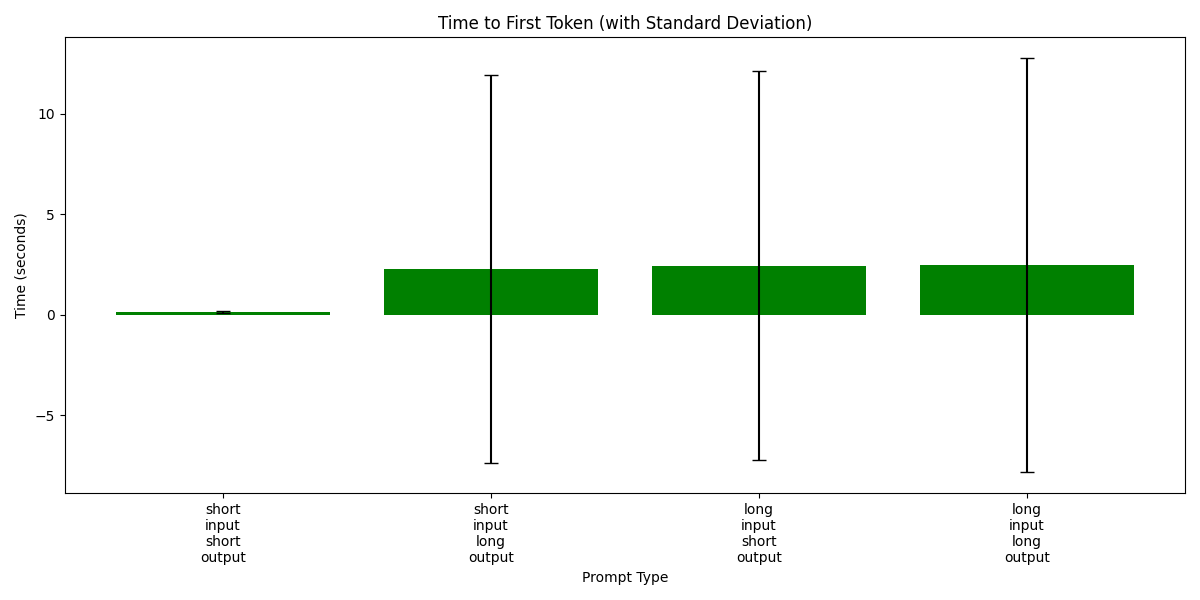 Time to First Token (with Standard Deviation)
Time (seconds)
10
5
0
−5
short
input
short
output
short
input
long
output
long
input
short
output
long
input
long
output
Prompt Type